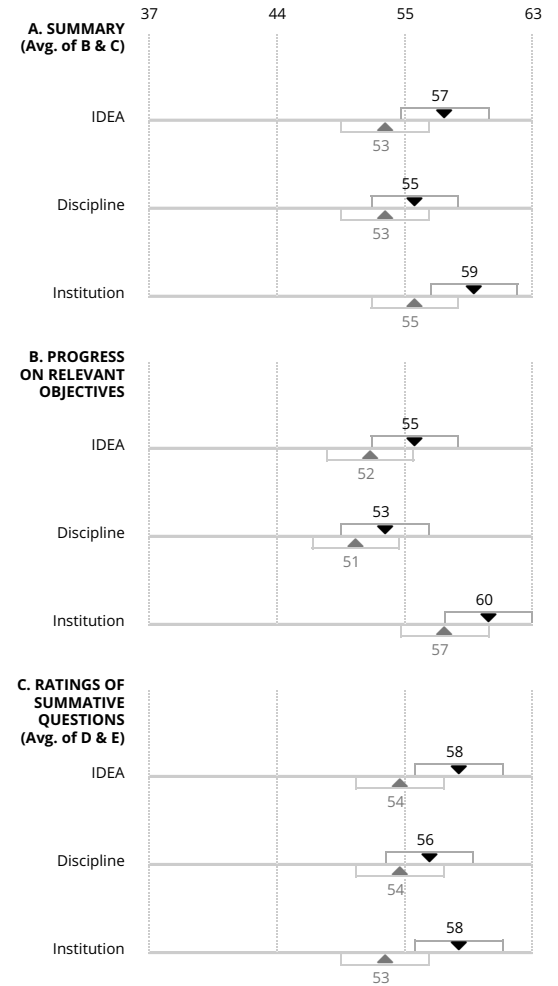 37 44 55 63
A. SUMMARY
(Avg. of B & C)
57
IDEA
53
55
Discipline
53
59
Institution
55
B. PROGRESS
ON RELEVANT
OBJECTIVES
55
IDEA
52
53
Discipline
51
60
Institution
57
C. RATINGS OF
SUMMATIVE
QUESTIONS
(Avg. of D & E)
58
IDEA
54
56
Discipline
54
58
Institution
53